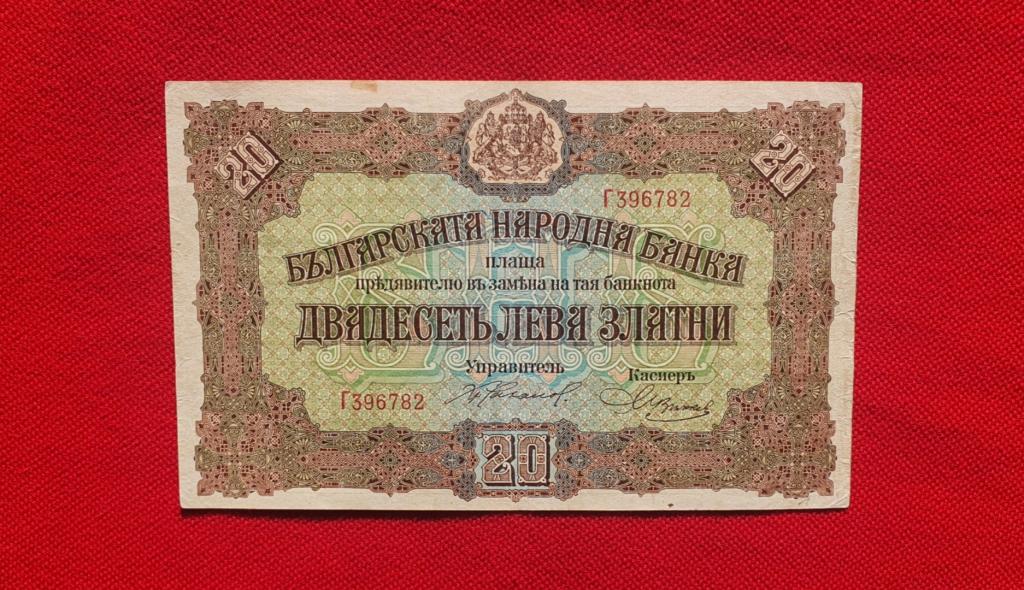 20
20
Г396782
БЪЛГАРСКАТА НАРОДНА БАНКА
плаща
прѣдявителю въ замѣна на тая банкнота
ДВАДЕСЕТЬ ЛЕВА ЗЛАТНИ
Управитель
Касиеръ
Г396782
20